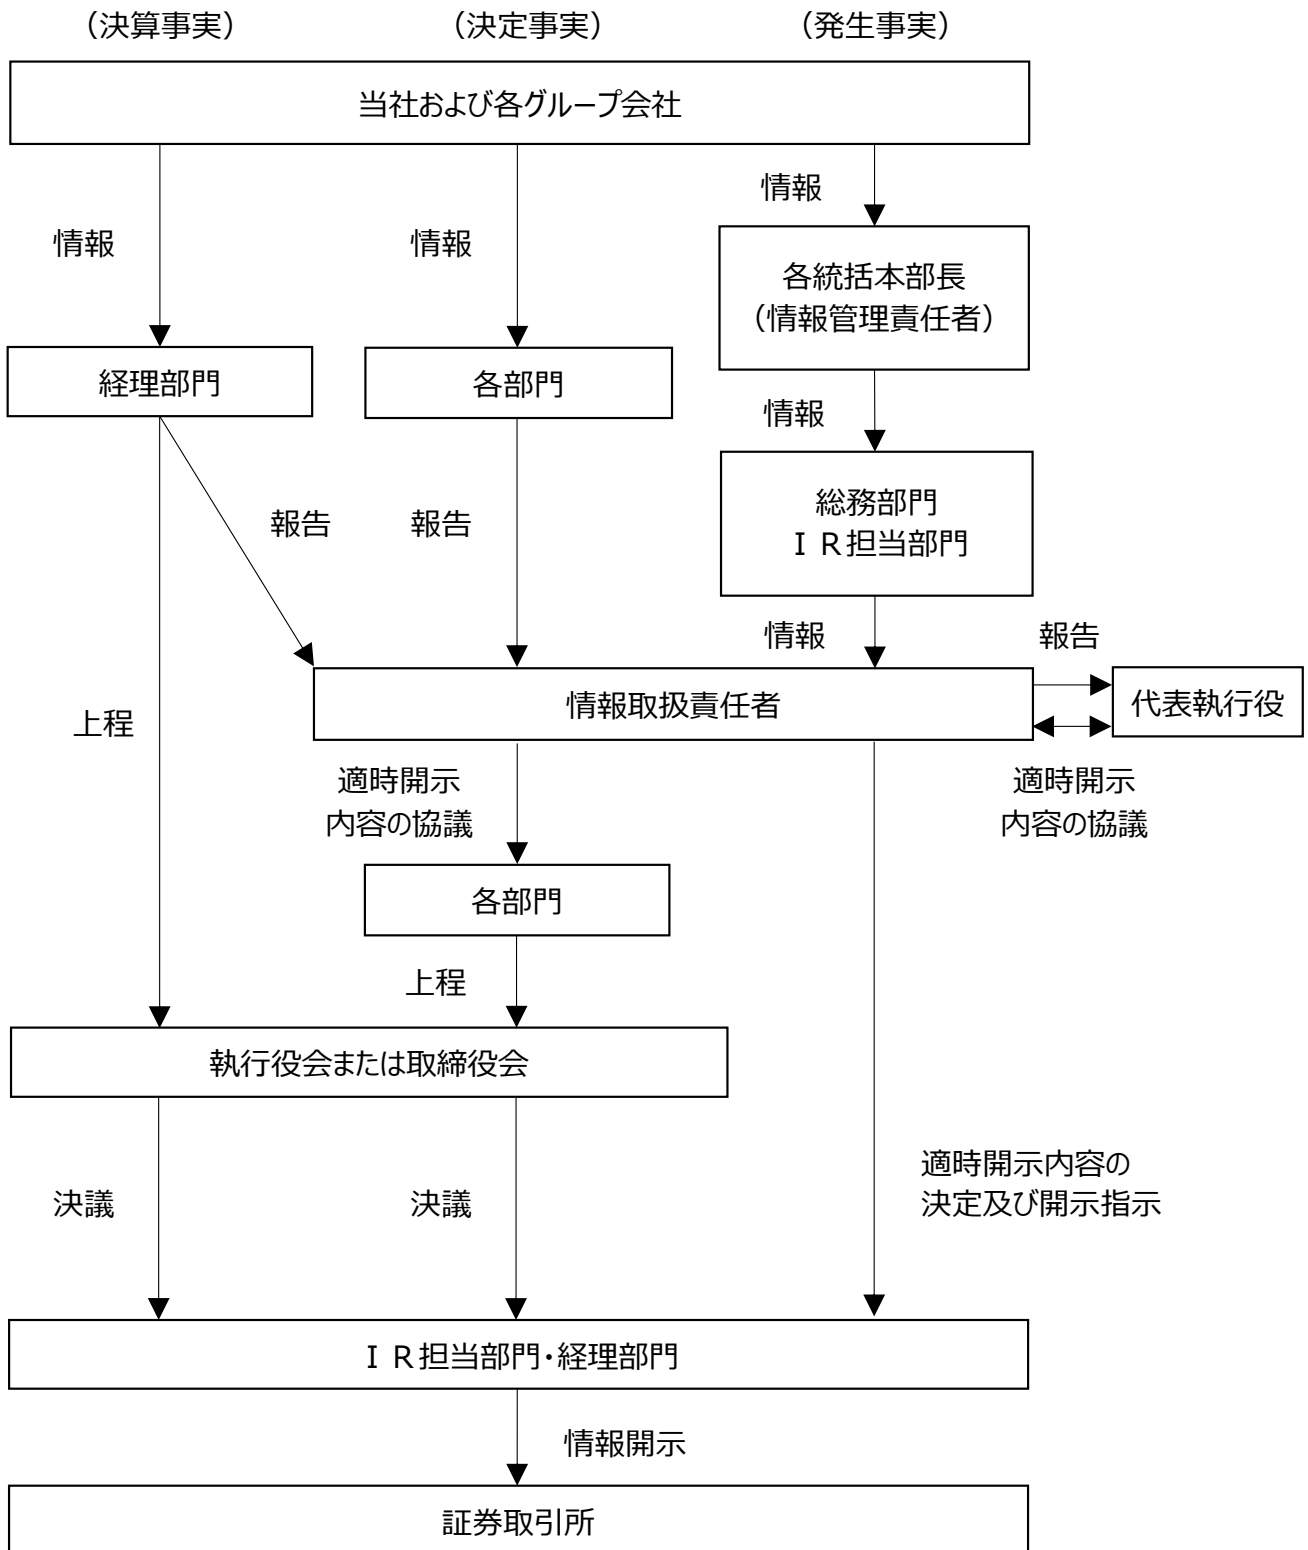 （決算事実）
（決定事実）
（発生事実）
当社および各グループ会社
情報
情報
情報
各統括本部長
（情報管理責任者）
経理部門
各部門
情報
総務部門
ＩＲ担当部門
報告
報告
情報
報告
情報取扱責任者
代表執行役
上程
適時開示
内容の協議
適時開示
内容の協議
各部門
上程
執行役会または取締役会
決議
決議
適時開示内容の
決定及び開示指示
ＩＲ担当部門・経理部門
情報開示
証券取引所